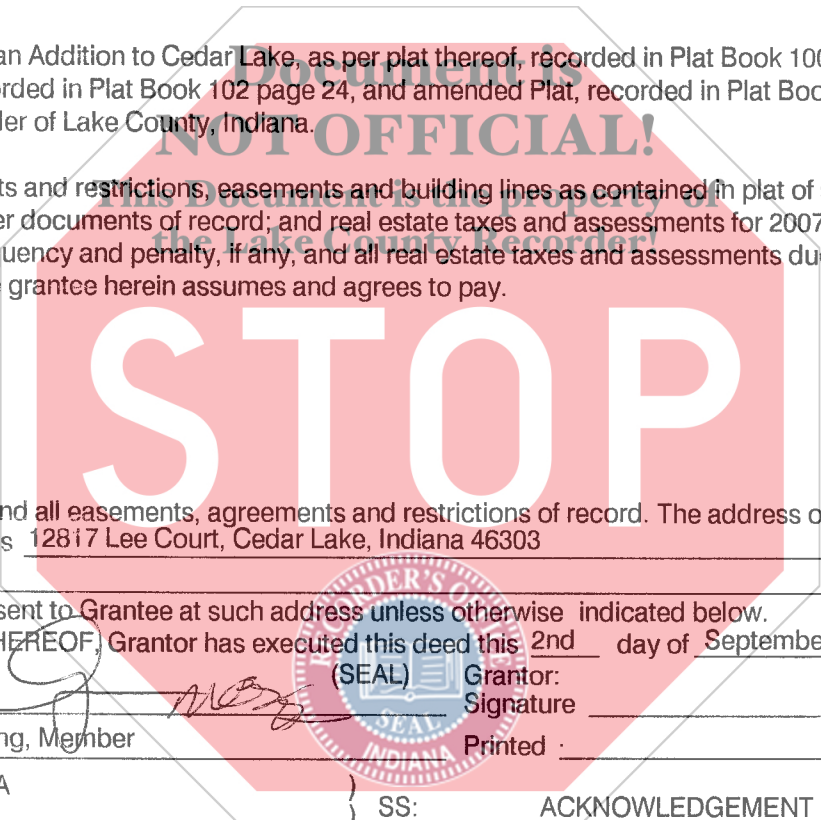 an Addition to Cedar Lake, as per plat thereof, recorded in Plat Book 100
Document is
rded in Plat Book 102 page 24, and amended Plat, recorded in Plat Boo
der of Lake County, Indiana.
NOT OFFICIAL!
ts and restrictions, easements and building lines as contained in plat of
This Document is the property of
er documents of record; and real estate taxes and assessments for 2007
the Lake County Recorder!
uency and penalty, if any, and all real estate taxes and assessments du
grantee herein assumes and agrees to pay.
STOP
nd all easements, agreements and restrictions of record. The address o
s 12817 Lee Court, Cedar Lake, Indiana 46303
sent to Grantee at such address unless otherwise indicated below.
HEREOF, Grantor has executed this deed this 2nd day of Septembe
RECORDER'S OFFICE
(SEAL) Grantor:
Signature
SEAL
ng, Member Printed
INDIANA
A
SS: ACKNOWLEDGEMENT